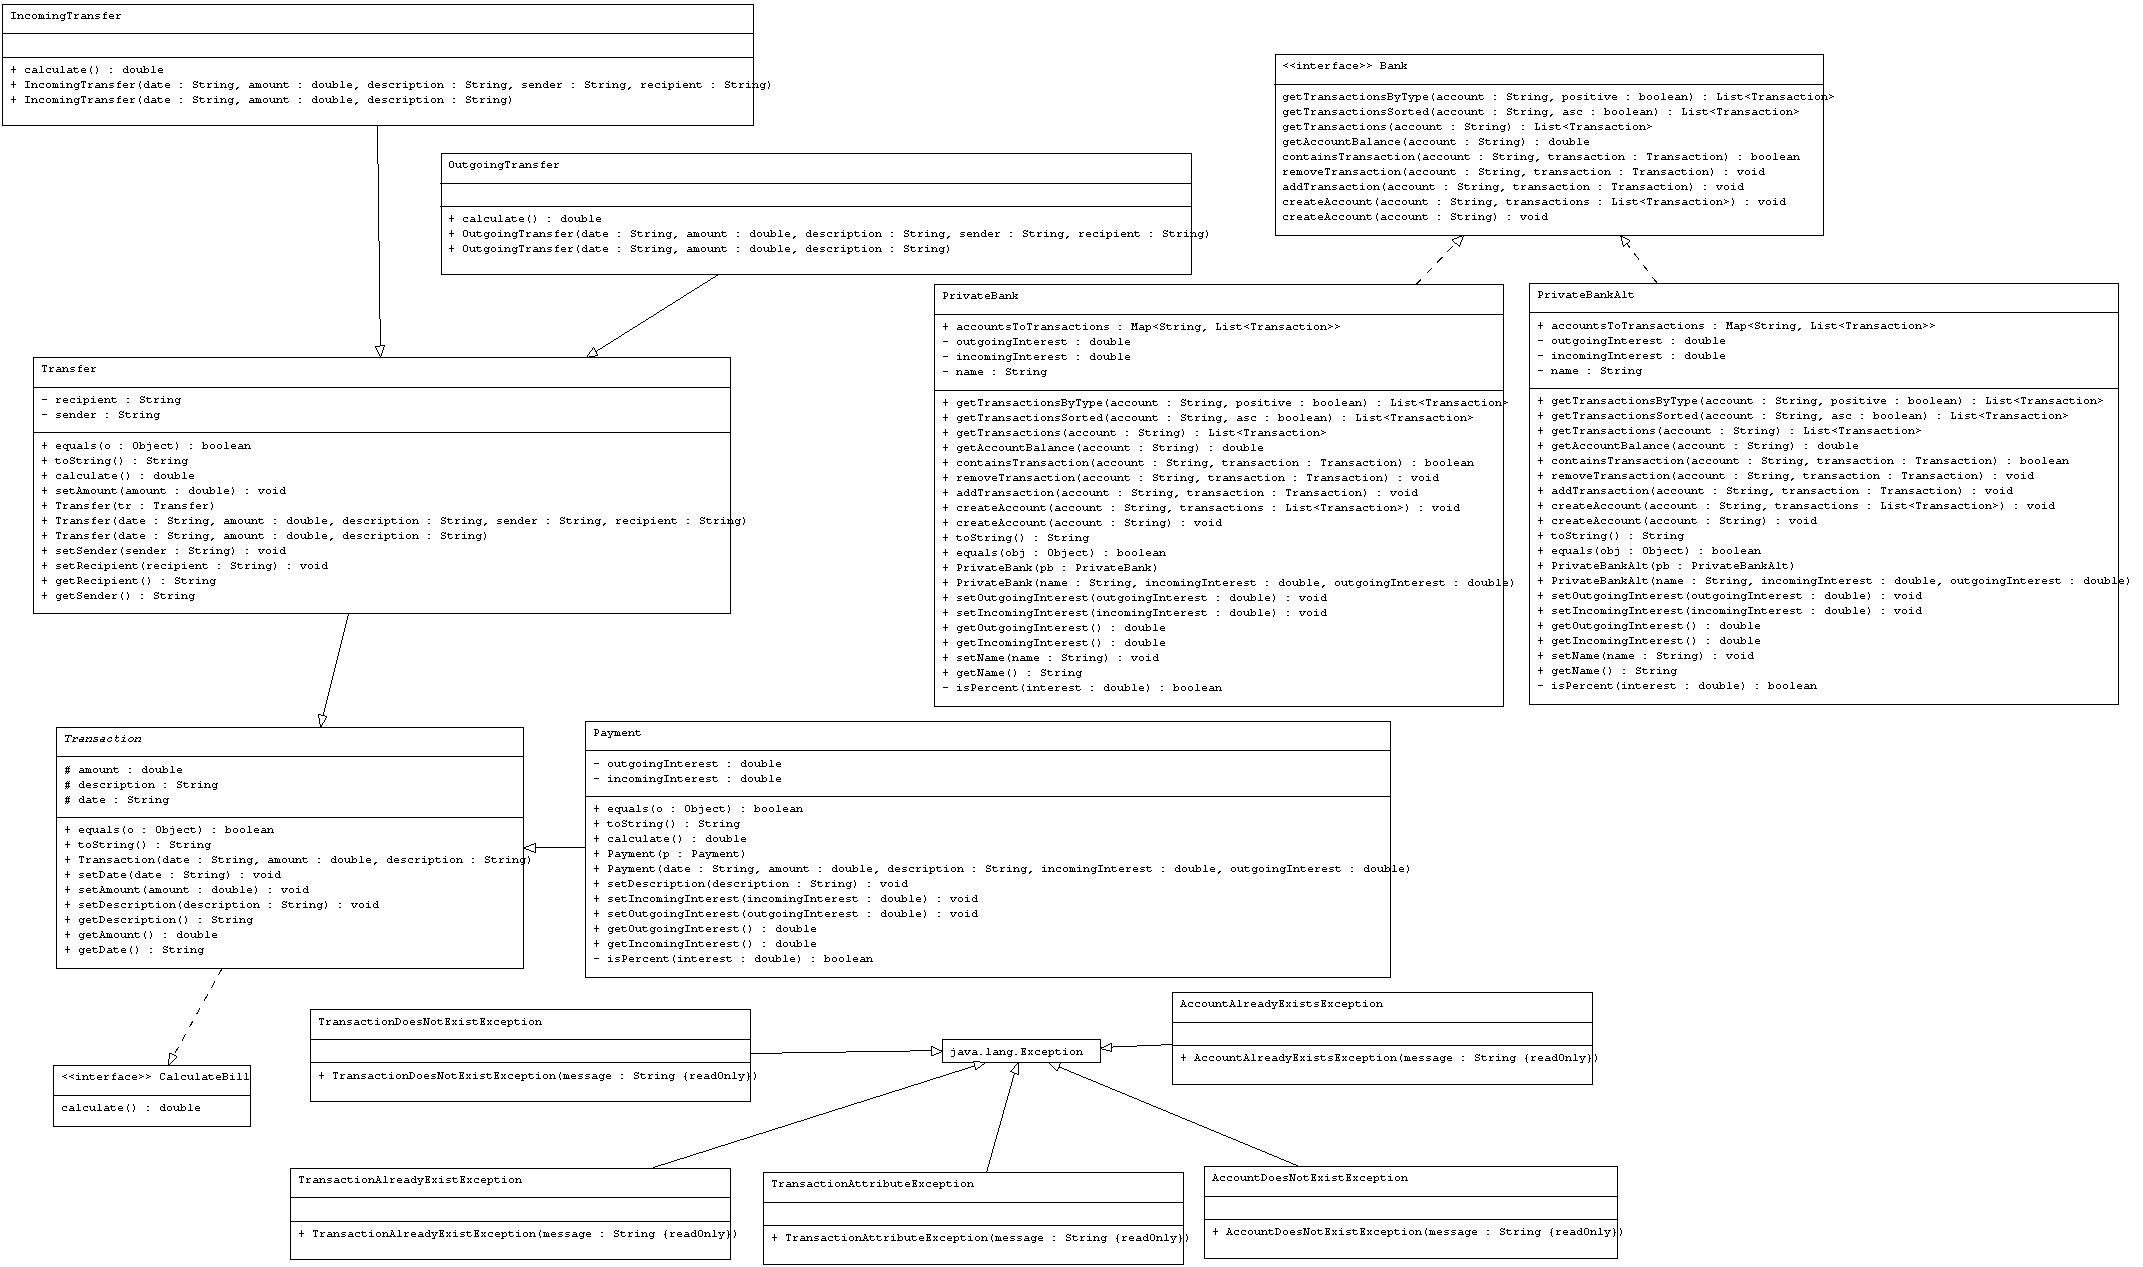 IncomingTransfer
+ calculate() : double
+ IncomingTransfer(date : String, amount : double, description : String, sender : String, recipient : String)
+ IncomingTransfer(date : String, amount : double, description : String)
OutgoingTransfer
+ calculate() : double
+ OutgoingTransfer(date : String, amount : double, description : String, sender : String, recipient : String)
+ OutgoingTransfer(date : String, amount : double, description : String)
<<interface>> Bank
getTransactionsByType(account : String, positive : boolean) : List<Transaction>
getTransactionsSorted(account : String, asc : boolean) : List<Transaction>
getTransactions(account : String) : List<Transaction>
getAccountBalance(account : String) : double
containsTransaction(account : String, transaction : Transaction) : boolean
removeTransaction(account : String, transaction : Transaction) : void
addTransaction(account : String, transaction : Transaction) : void
createAccount(account : String, transactions : List<Transaction>) : void
createAccount(account : String) : void
PrivateBank
+ accountsToTransactions : Map<String, List<Transaction>>
- outgoingInterest : double
- incomingInterest : double
- name : String
+ getTransactionsByType(account : String, positive : boolean) : List<Transaction>
+ getTransactionsSorted(account : String, asc : boolean) : List<Transaction>
+ getTransactions(account : String) : List<Transaction>
+ getAccountBalance(account : String) : double
+ containsTransaction(account : String, transaction : Transaction) : boolean
+ removeTransaction(account : String, transaction : Transaction) : void
+ addTransaction(account : String, transaction : Transaction) : void
+ createAccount(account : String, transactions : List<Transaction>) : void
+ createAccount(account : String) : void
+ toString() : String
+ equals(obj : Object) : boolean
+ PrivateBank(pb : PrivateBank)
+ PrivateBank(name : String, incomingInterest : double, outgoingInterest : double)
+ setOutgoingInterest(outgoingInterest : double) : void
+ setIncomingInterest(incomingInterest : double) : void
+ getOutgoingInterest() : double
+ getIncomingInterest() : double
+ setName(name : String) : void
+ getName() : String
- isPercent(interest : double) : boolean
PrivateBankAlt
+ accountsToTransactions : Map<String, List<Transaction>>
- outgoingInterest : double
- incomingInterest : double
- name : String
+ getTransactionsByType(account : String, positive : boolean) : List<Transaction>
+ getTransactionsSorted(account : String, asc : boolean) : List<Transaction>
+ getTransactions(account : String) : List<Transaction>
+ getAccountBalance(account : String) : double
+ containsTransaction(account : String, transaction : Transaction) : boolean
+ removeTransaction(account : String, transaction : Transaction) : void
+ addTransaction(account : String, transaction : Transaction) : void
+ createAccount(account : String, transactions : List<Transaction>) : void
+ createAccount(account : String) : void
+ toString() : String
+ equals(obj : Object) : boolean
+ PrivateBankAlt(pb : PrivateBankAlt)
+ PrivateBankAlt(name : String, incomingInterest : double, outgoingInterest : double)
+ setOutgoingInterest(outgoingInterest : double) : void
+ setIncomingInterest(incomingInterest : double) : void
+ getOutgoingInterest() : double
+ getIncomingInterest() : double
+ setName(name : String) : void
+ getName() : String
- isPercent(interest : double) : boolean
Transfer
- recipient : String
- sender : String
+ equals(o : Object) : boolean
+ toString() : String
+ calculate() : double
+ setAmount(amount : double) : void
+ Transfer(tr : Transfer)
+ Transfer(date : String, amount : double, description : String, sender : String, recipient : String)
+ Transfer(date : String, amount : double, description : String)
+ setSender(sender : String) : void
+ setRecipient(recipient : String) : void
+ getRecipient() : String
+ getSender() : String
Transaction
# amount : double
# description : String
# date : String
+ equals(o : Object) : boolean
+ toString() : String
+ Transaction(date : String, amount : double, description : String)
+ setDate(date : String) : void
+ setAmount(amount : double) : void
+ setDescription(description : String) : void
+ getDescription() : String
+ getAmount() : double
+ getDate() : String
Payment
- outgoingInterest : double
- incomingInterest : double
+ equals(o : Object) : boolean
+ toString() : String
+ calculate() : double
+ Payment(p : Payment)
+ Payment(date : String, amount : double, description : String, incomingInterest : double, outgoingInterest : double)
+ setDescription(description : String) : void
+ setIncomingInterest(incomingInterest : double) : void
+ setOutgoingInterest(outgoingInterest : double) : void
+ getOutgoingInterest() : double
+ getIncomingInterest() : double
- isPercent(interest : double) : boolean
<<interface>> CalculateBill
calculate() : double
TransactionDoesNotExistException
+ TransactionDoesNotExistException(message : String {readOnly})
java.lang.Exception
AccountAlreadyExistsException
+ AccountAlreadyExistsException(message : String {readOnly})
TransactionAlreadyExistException
+ TransactionAlreadyExistException(message : String {readOnly})
TransactionAttributeException
+ TransactionAttributeException(message : String {readOnly})
AccountDoesNotExistException
+ AccountDoesNotExistException(message : String {readOnly})